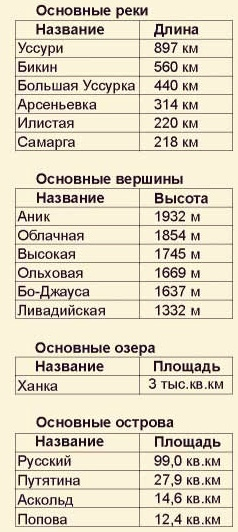 Основные реки
Название Длина
Уссури 897 км
Бикин 560 км
Большая Уссурка 440 км
Арсеньевка 314 км
Илистая 220 км
Самарга 218 км
Основные вершины
Название Высота
Аник 1932 м
Облачная 1854 м
Высокая 1745 м
Ольховая 1669 м
Бо-Джауса 1637 м
Ливадийская 1332 м
Основные озера
Название Площадь
Ханка 3 тыс.кв.км
Основные острова
Название Площадь
Русский 99,0 кв.км
Путятина 27,9 кв.км
Аскольд 14,6 кв.км
Попова 12,4 кв.км